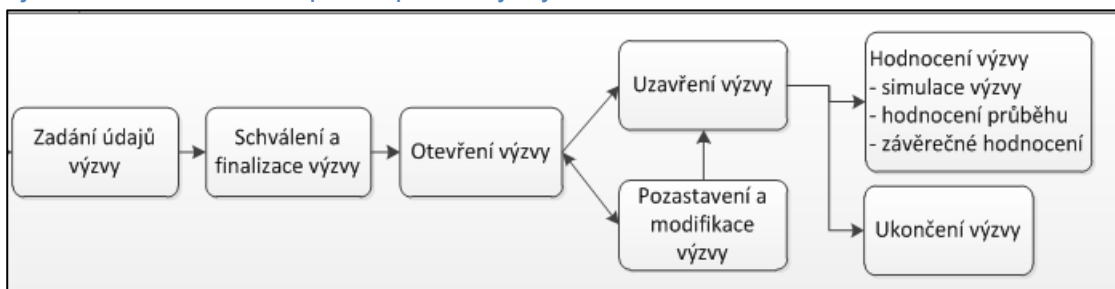 Zadání údajů
výzvy
Schválení a
finalizace výzvy
Otevření výzvy
Uzavření výzvy
Pozastavení a
modifikace
výzvy
Hodnocení výzvy
- simulace výzvy
- hodnocení průběhu
- závěrečné hodnocení
Ukončení výzvy